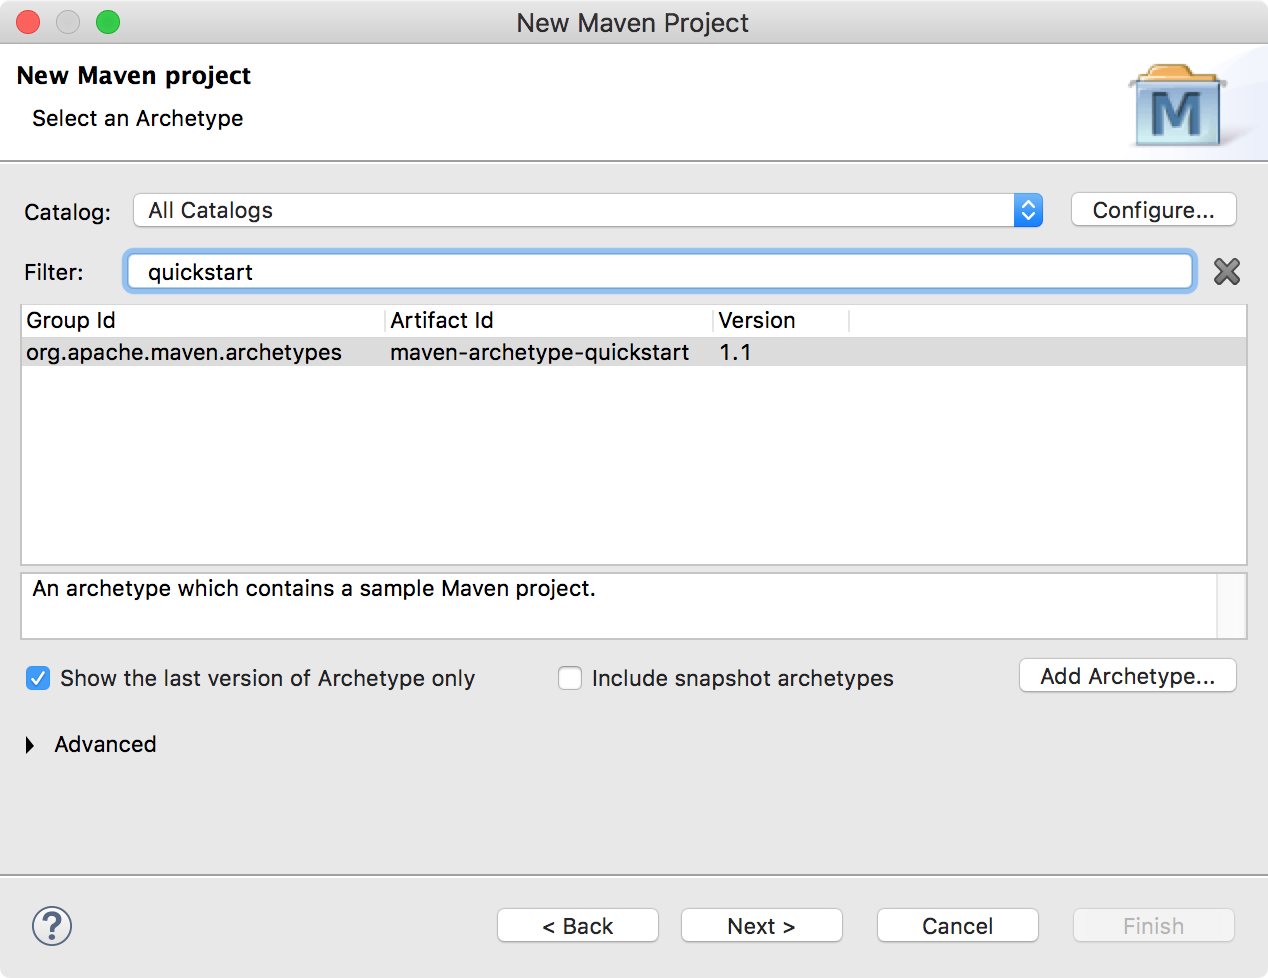 New Maven Project
New Maven project
Select an Archetype
M
Catalog: All Catalogs Configure...
Filter: quickstart
Group Id Artifact Id Version
org.apache.maven.archetypes maven-archetype-quickstart 1.1
An archetype which contains a sample Maven project.
Show the last version of Archetype only Include snapshot archetypes Add Archetype...
Advanced
? < Back Next > Cancel Finish